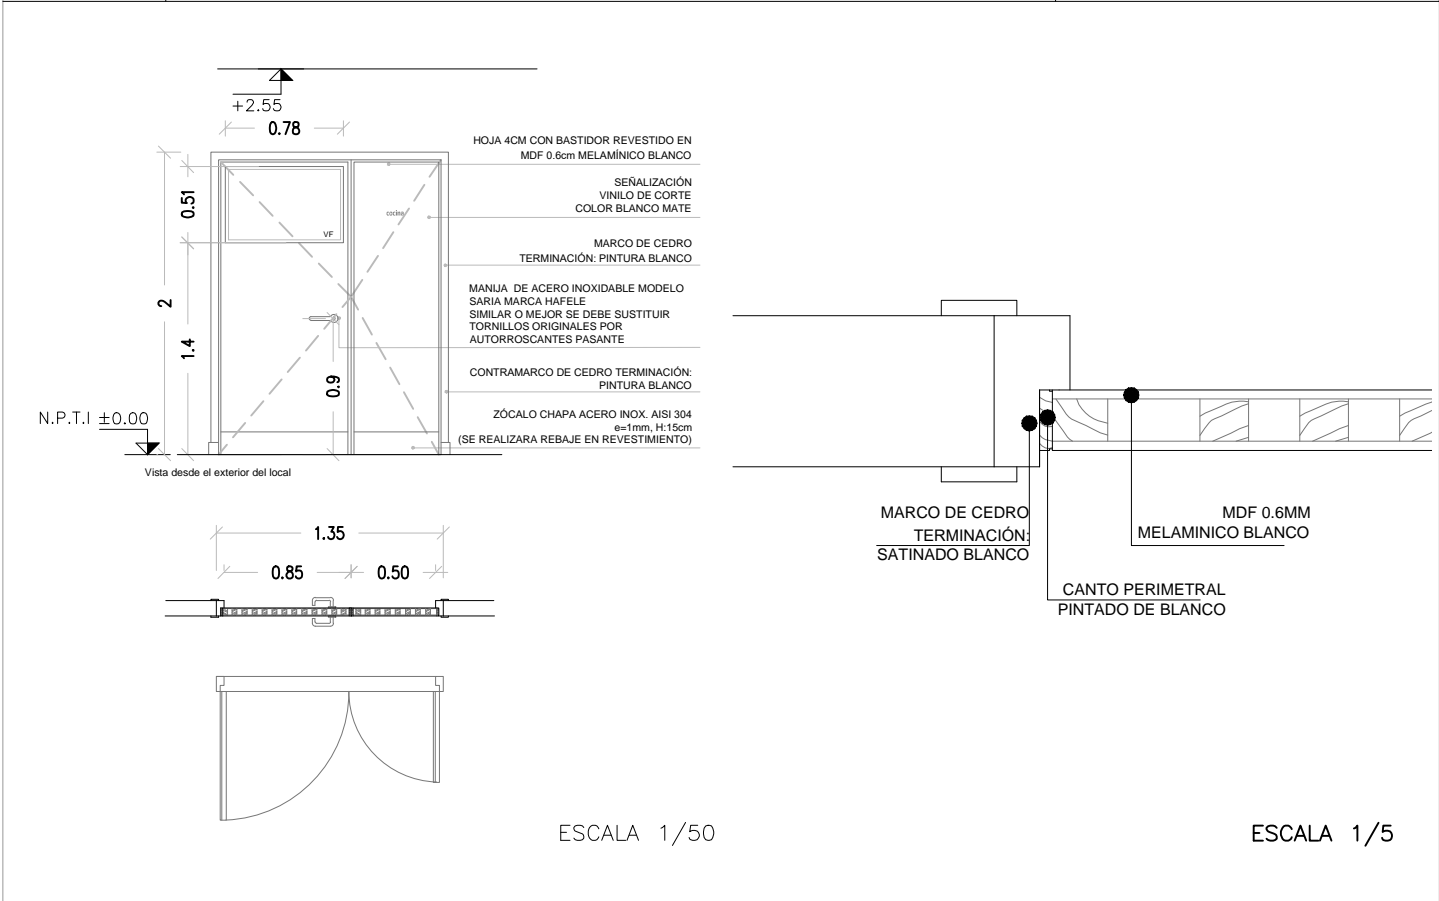 +2.55
0.78
HOJA 4CM CON BASTIDOR REVESTIDO EN
MDF 0.6cm MELAMÍNICO BLANCO
SEÑALIZACIÓN
VINILO DE CORTE
COLOR BLANCO MATE
0.51
cocina
VF
MARCO DE CEDRO
TERMINACIÓN: PINTURA BLANCO
2
MANIJA  DE ACERO INOXIDABLE MODELO
SARIA MARCA HAFELE
SIMILAR O MEJOR SE DEBE SUSTITUIR
TORNILLOS ORIGINALES POR
AUTORROSCANTES PASANTE
1.4
0.9
CONTRAMARCO DE CEDRO TERMINACIÓN:
PINTURA BLANCO
N.P.T.I ±0.00
ZÓCALO CHAPA ACERO INOX. AISI 304
e=1mm, H:15cm
(SE REALIZARA REBAJE EN REVESTIMIENTO)
Vista desde el exterior del local
1.35
0.85
0.50
ESCALA 1/50
MARCO DE CEDRO
TERMINACIÓN:
SATINADO BLANCO
MDF 0.6MM
MELAMINICO BLANCO
CANTO PERIMETRAL
PINTADO DE BLANCO
ESCALA 1/5